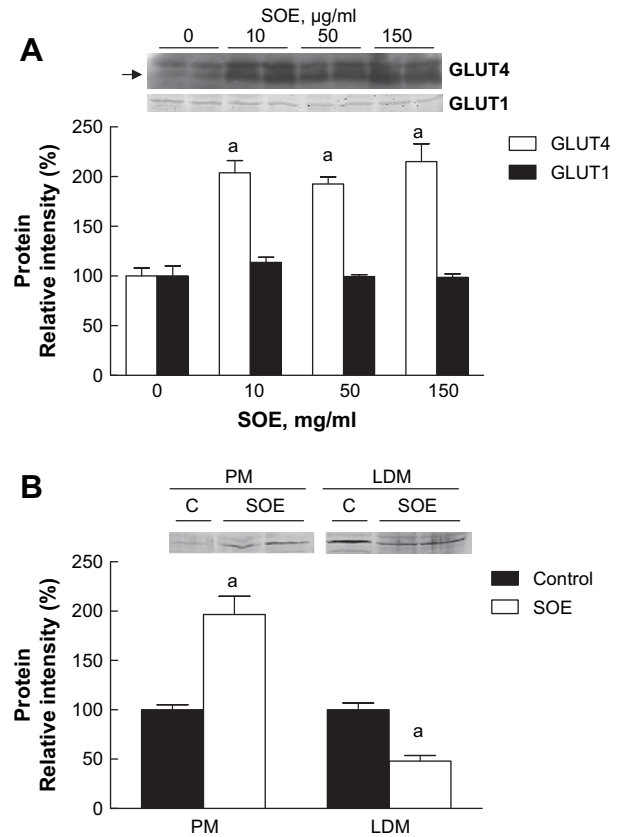 A
SOE, µg/ml
0 10 50 150
GLUT4
GLUT1
250
200
150
100
50
0
Protein
Relative intensity (%)
a a a
GLUT4
GLUT1
0 10 50 150
SOE, mg/ml
B
PM LDM
C SOE C SOE
250
200
150
100
50
0
Protein
Relative intensity (%)
a
a
Control
SOE
PM LDM